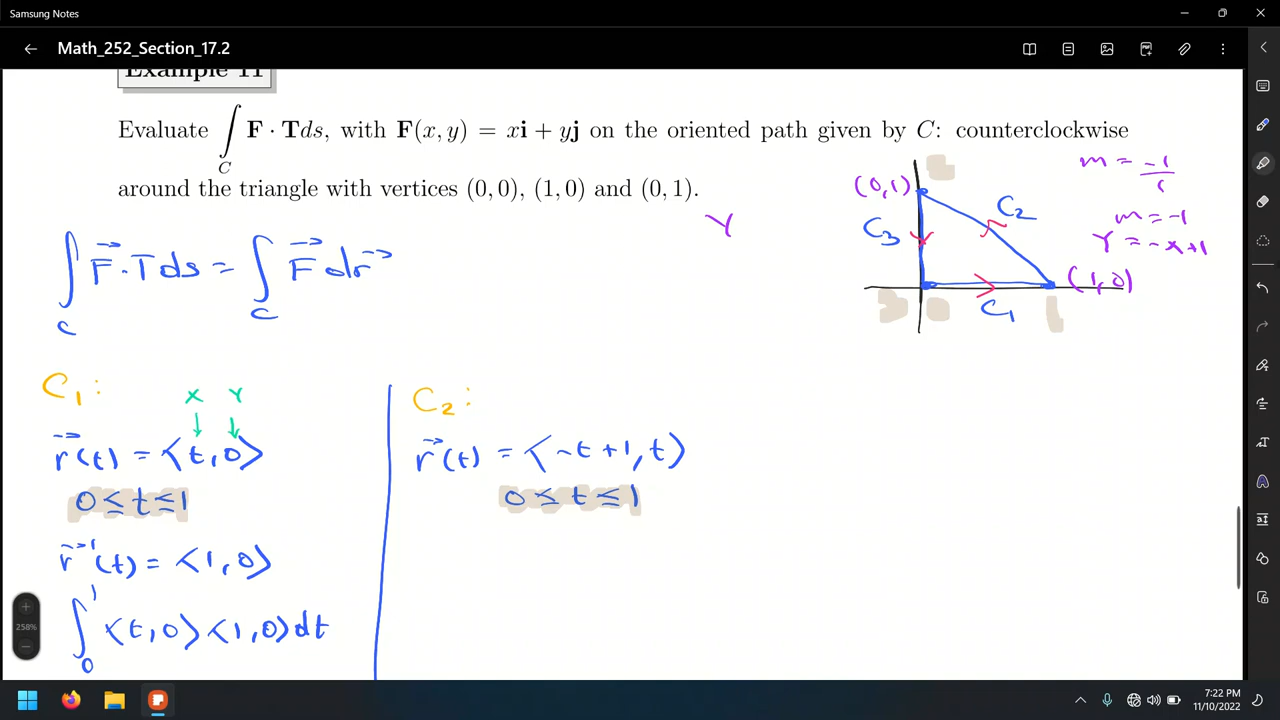 Samsung Notes
Math_252_Section_17.2
Example 11
Evaluate ∫_C F · T ds, with F(x, y) = xi + yj on the oriented path given by C: counterclockwise
around the triangle with vertices (0, 0), (1, 0) and (0, 1).
m = -1/1
(0,1)
C2
m = -1
Y
C3
Y = -x+1
∫_C F⃗·T ds = ∫_C F⃗ dr⃗
(1,0)
C1
C1:
X Y
↓ ↓
r⃗(t) = <t, 0>
0 ≤ t ≤ 1
r⃗'(t) = <1, 0>
∫_0^1 <t, 0> <1, 0> dt
C2:
r⃗(t) = <-t+1, t>
0 ≤ t ≤ 1
258%
7:22 PM
11/10/2022